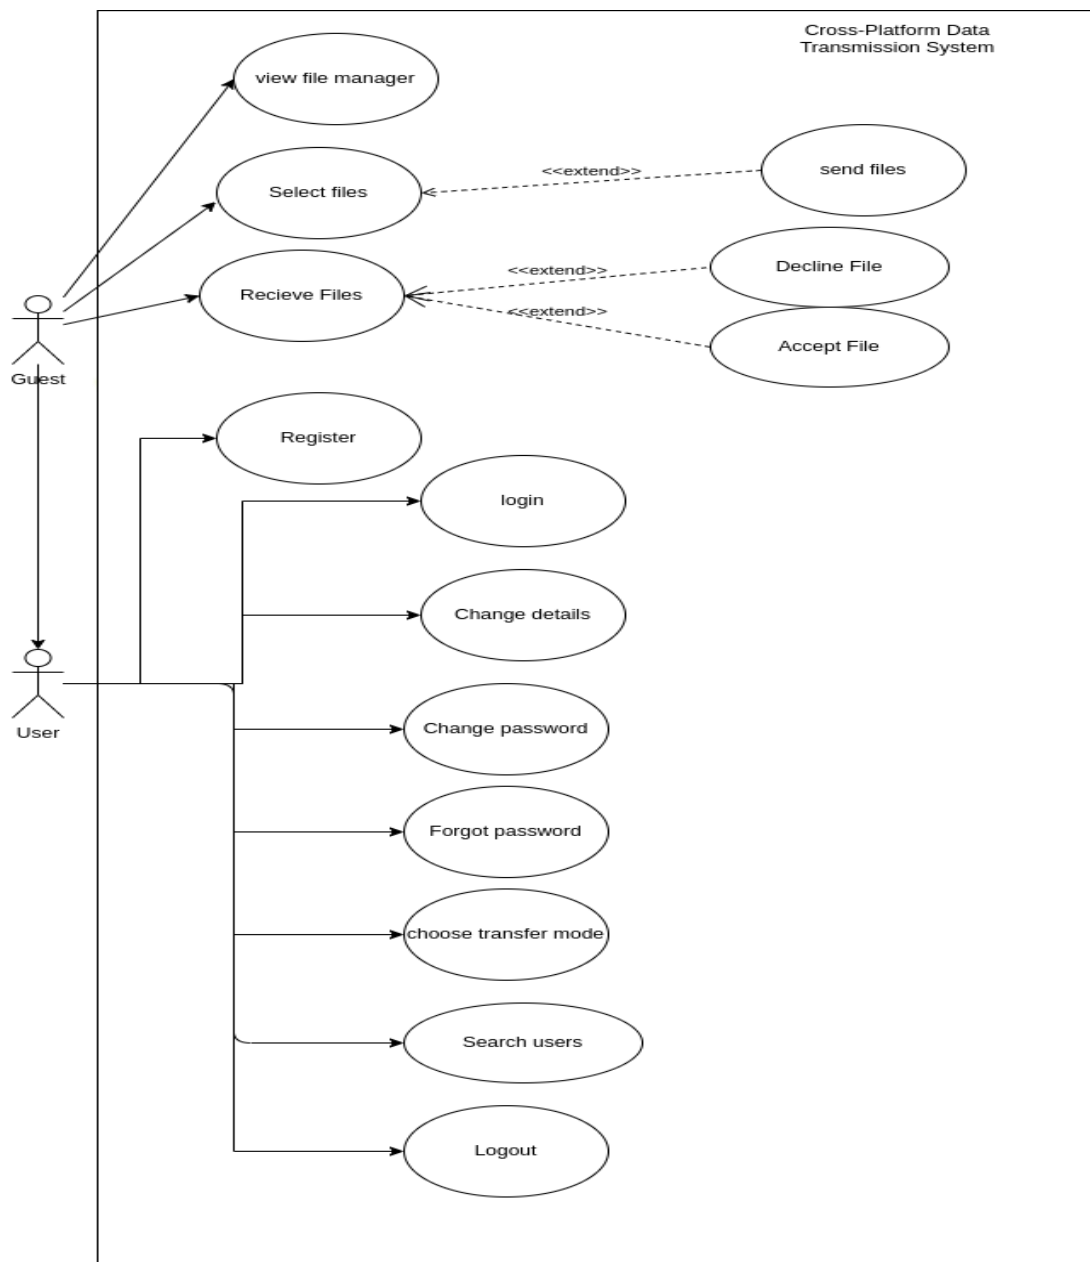 Cross-Platform Data
Transmission System
view file manager
Select files
<<extend>>
send files
Recieve Files
<<extend>>
Decline File
<<extend>>
Accept File
Guest
Register
login
Change details
User
Change password
Forgot password
choose transfer mode
Search users
Logout